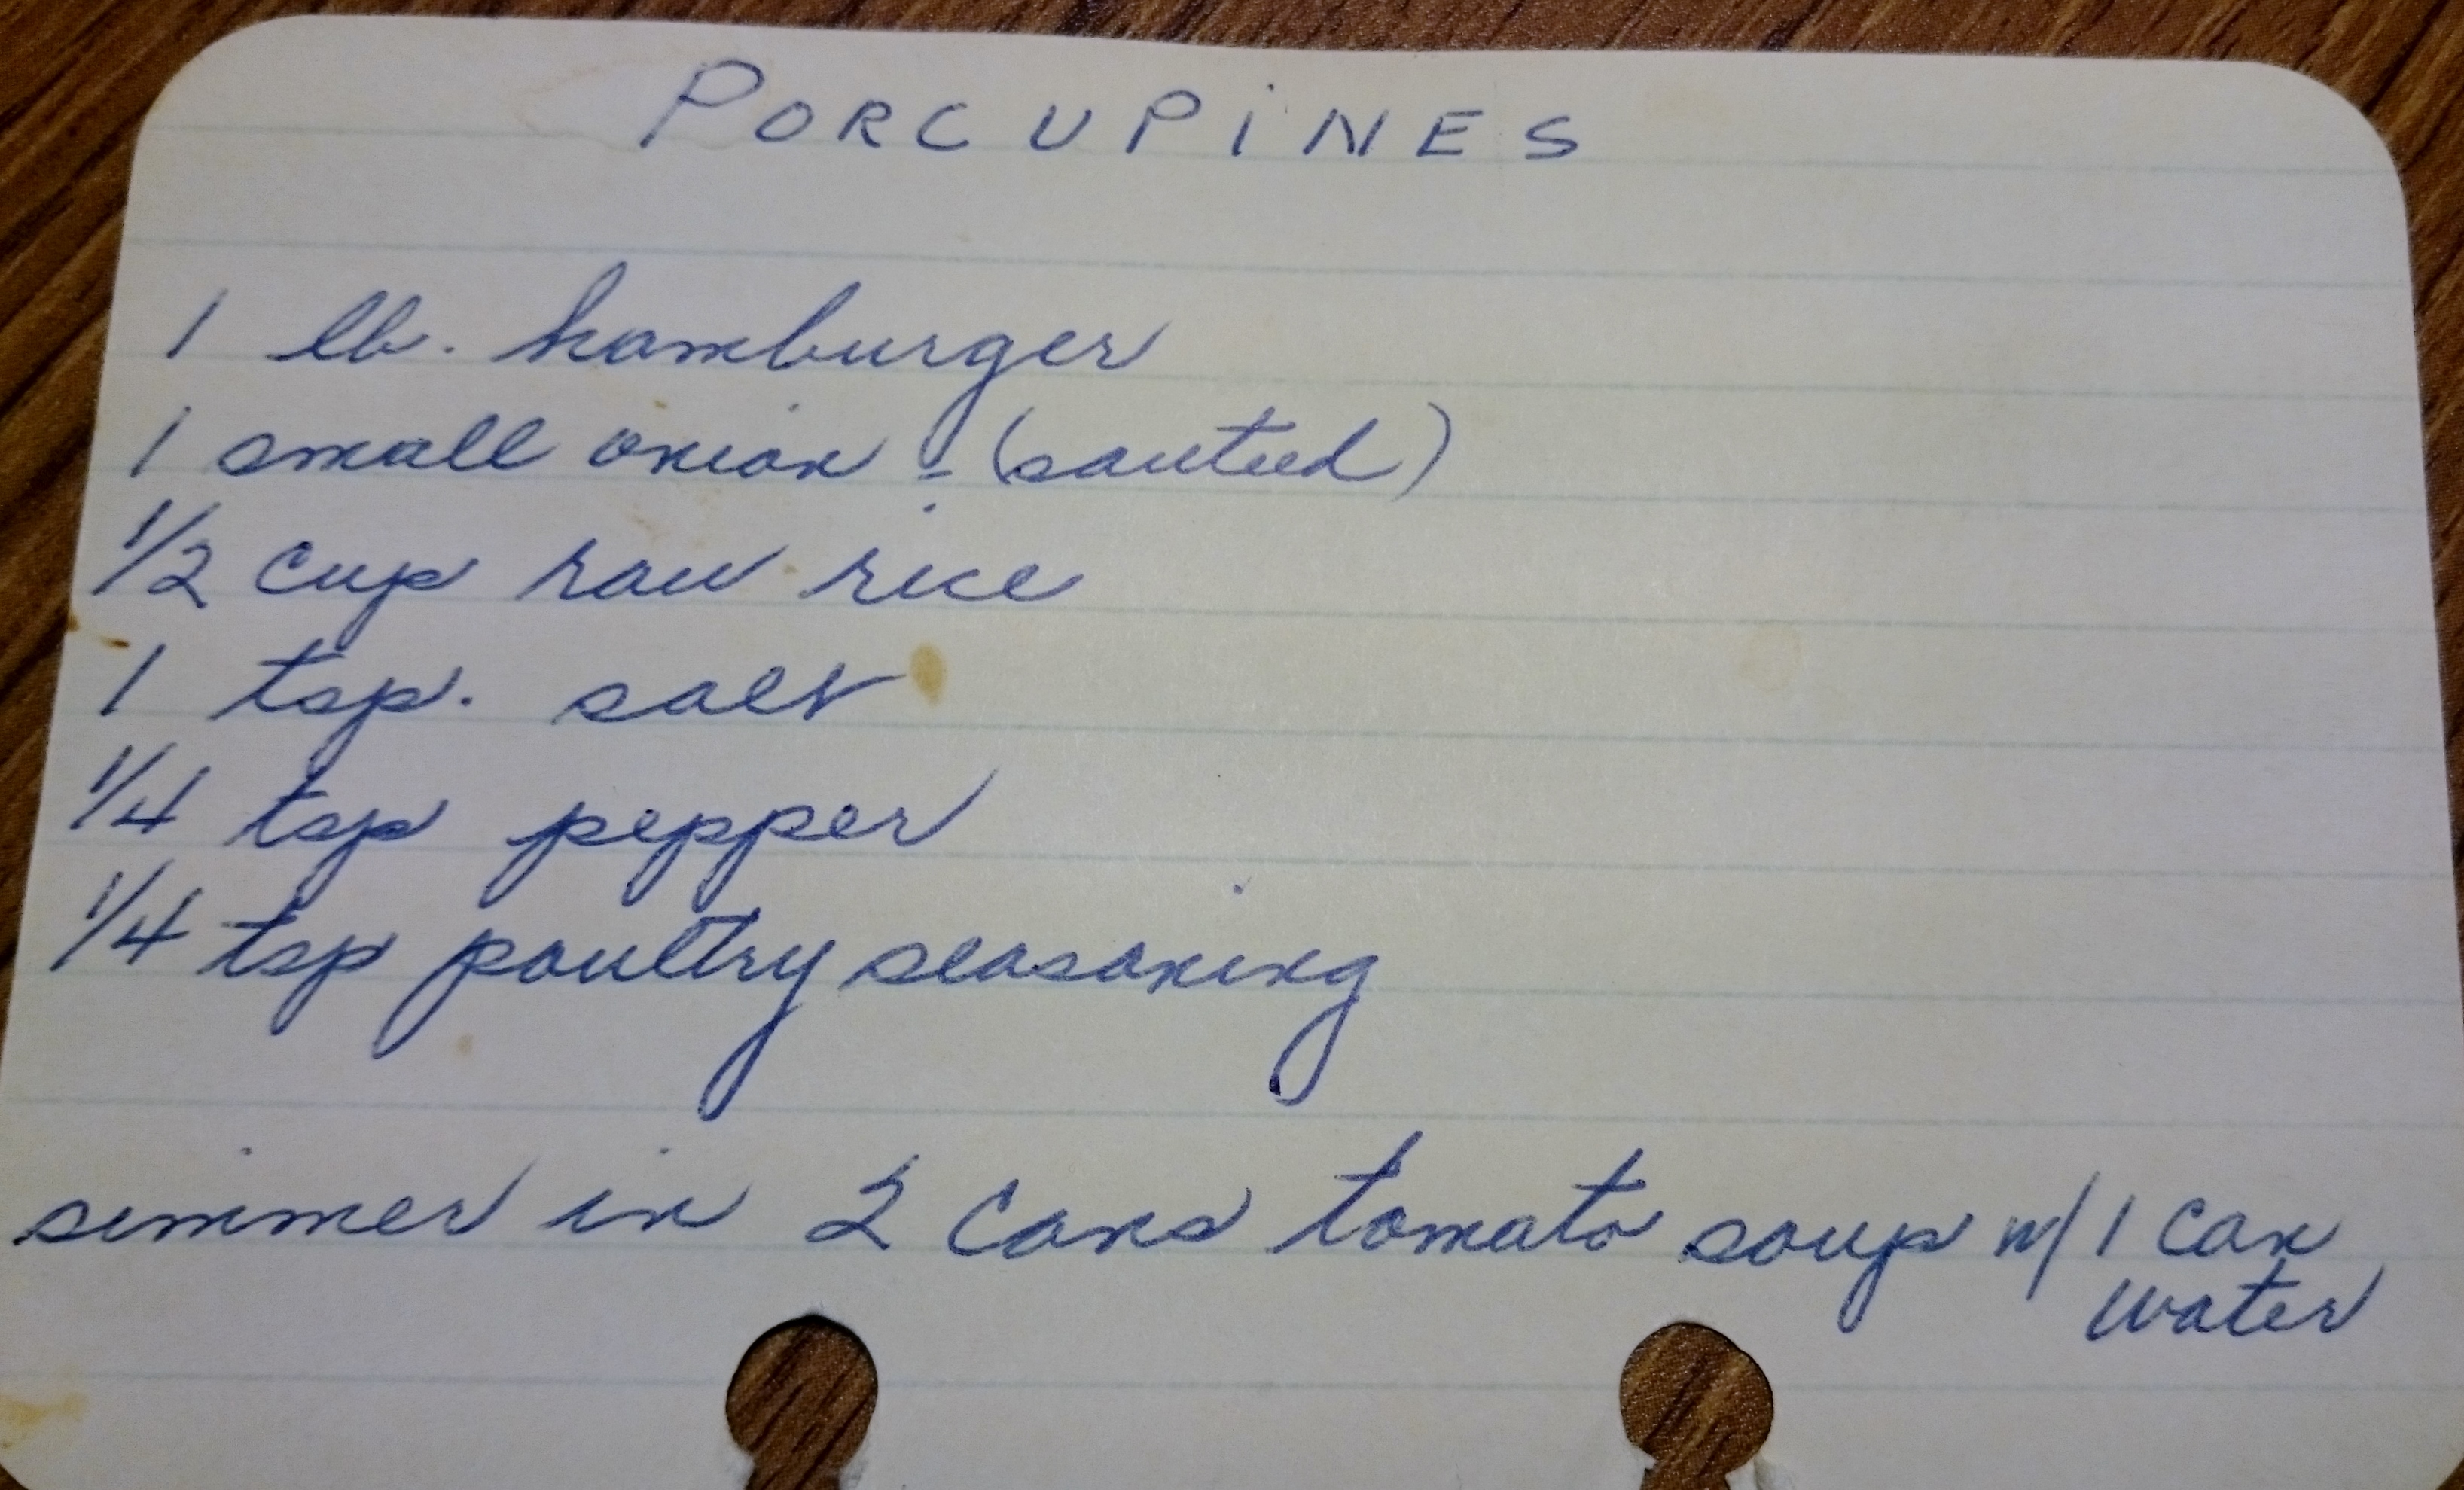 PORCUPiNES
1 lb. hamburger
1 small onion - (sauteed)
1/2 cup raw rice
1 tsp. salt
1/4 tsp pepper
1/4 tsp poultry seasoning
simmer in 2 cans tomato soup w/ 1 can
water